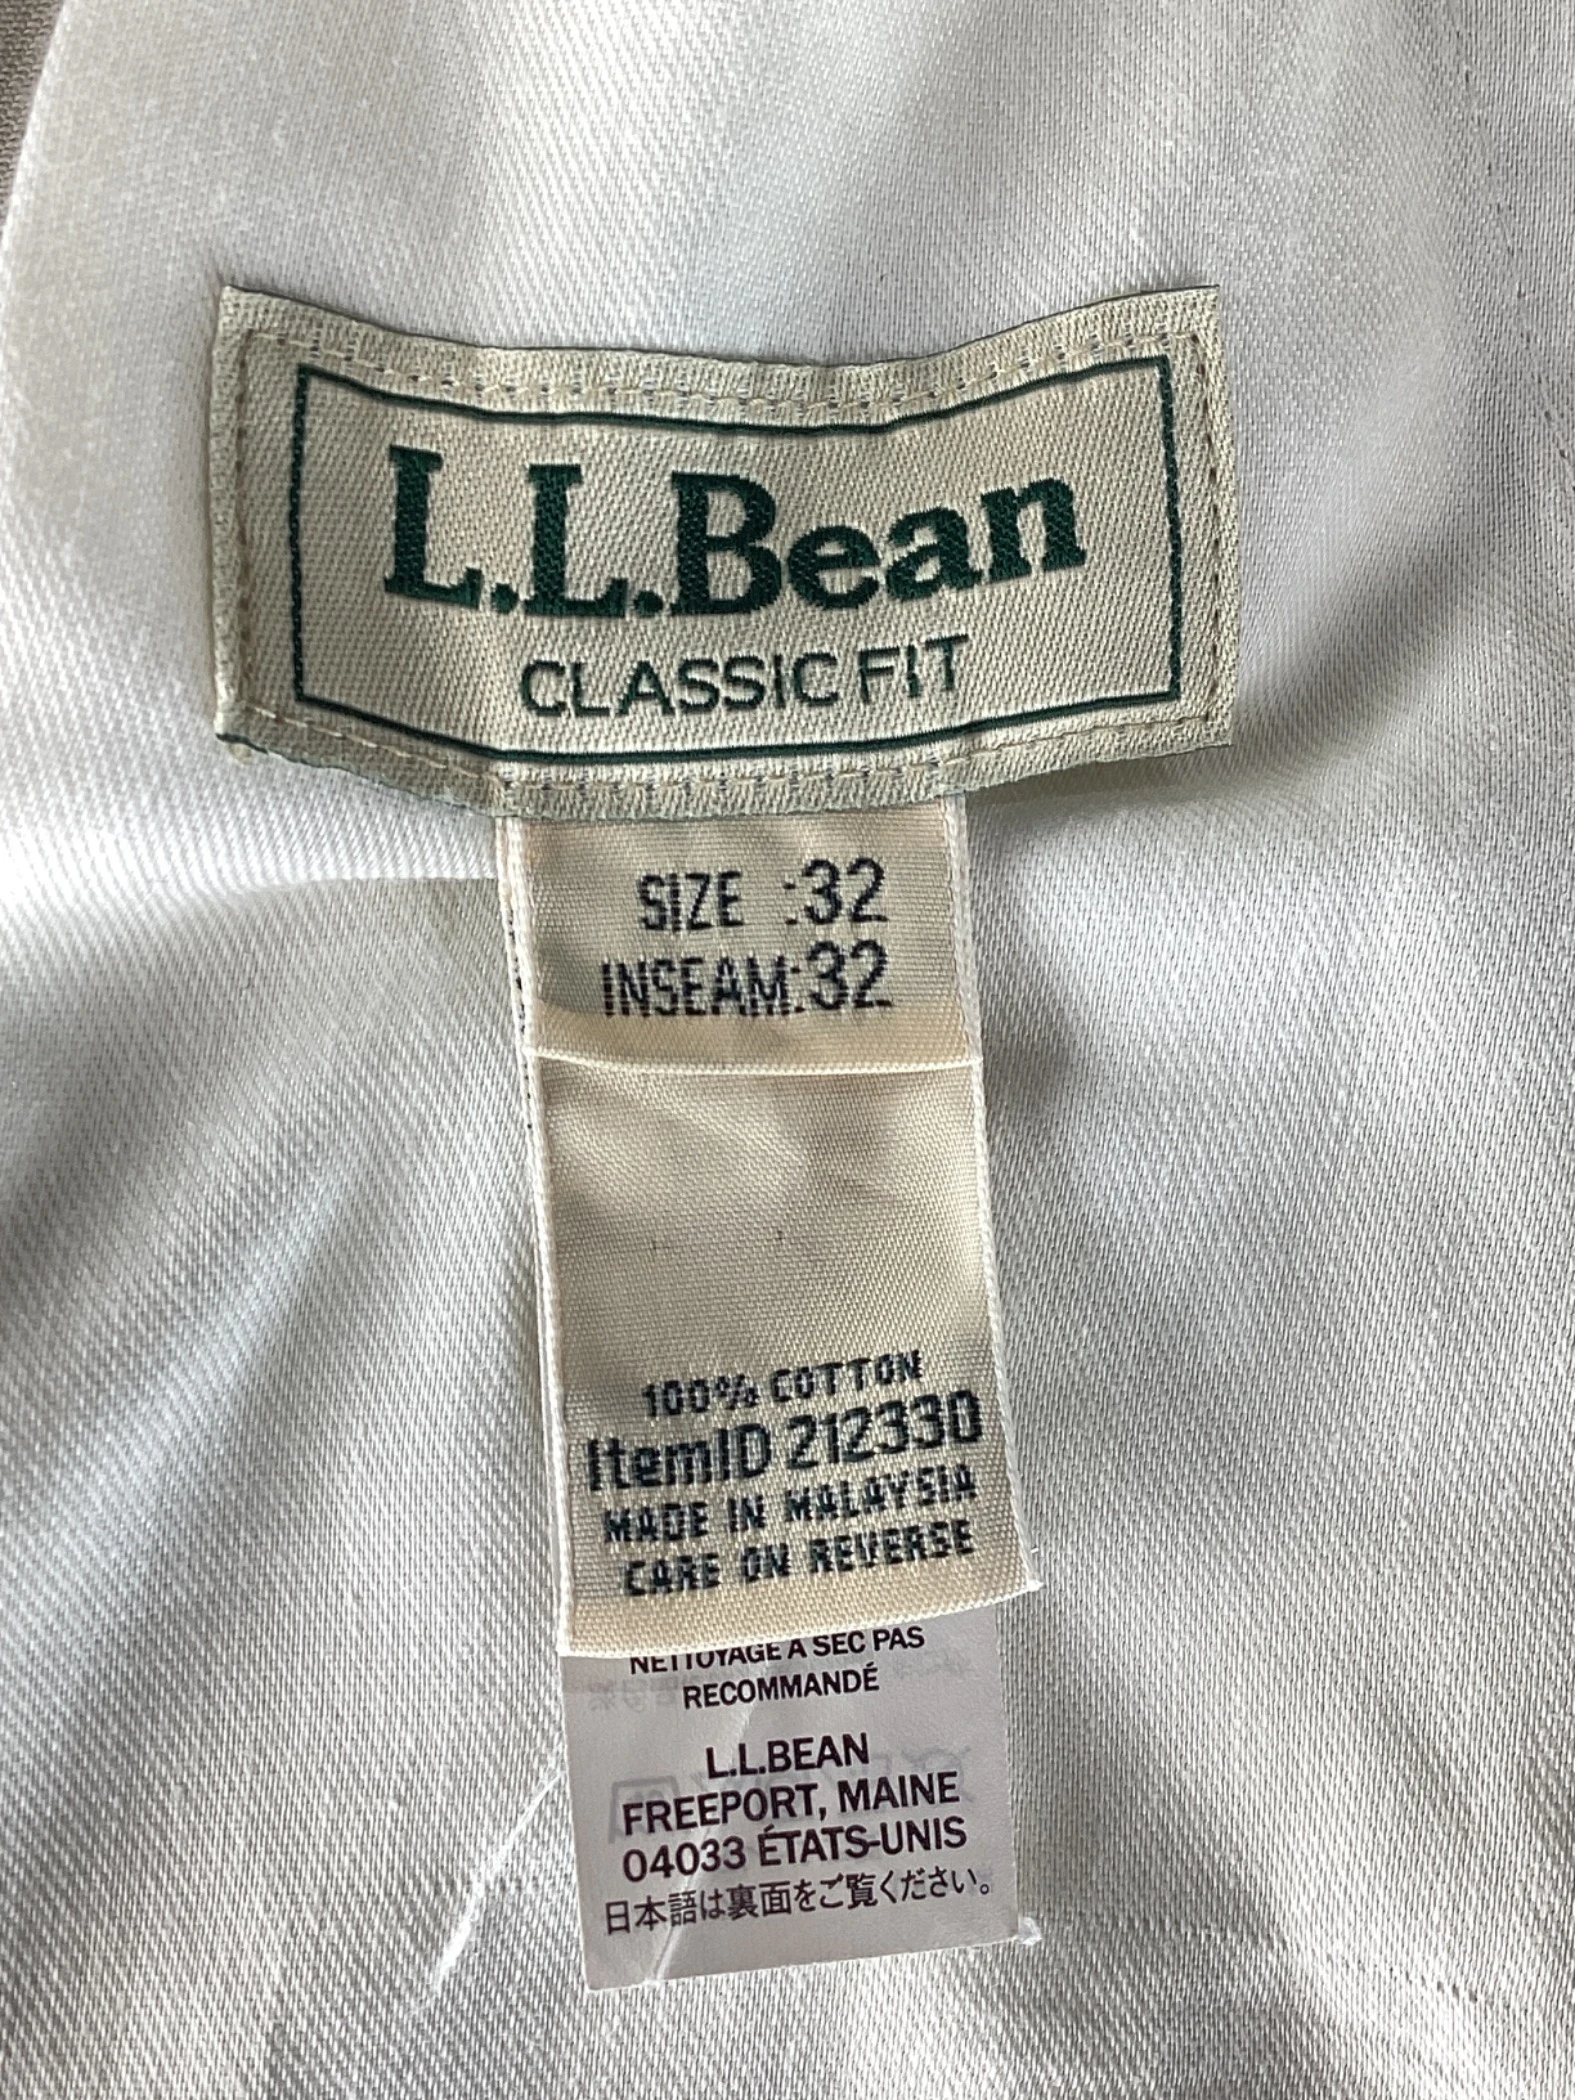 L.L.Bean
CLASSIC FIT
SIZE :32
INSEAM:32
100% COTTON
ItemID 212330
MADE IN MALAYSIA
CARE ON REVERSE
NETTOYAGE A SEC PAS
RECOMMANDÉ
L.L.BEAN
FREEPORT, MAINE
04033 ÉTATS-UNIS
日本語は裏面をご覧ください。